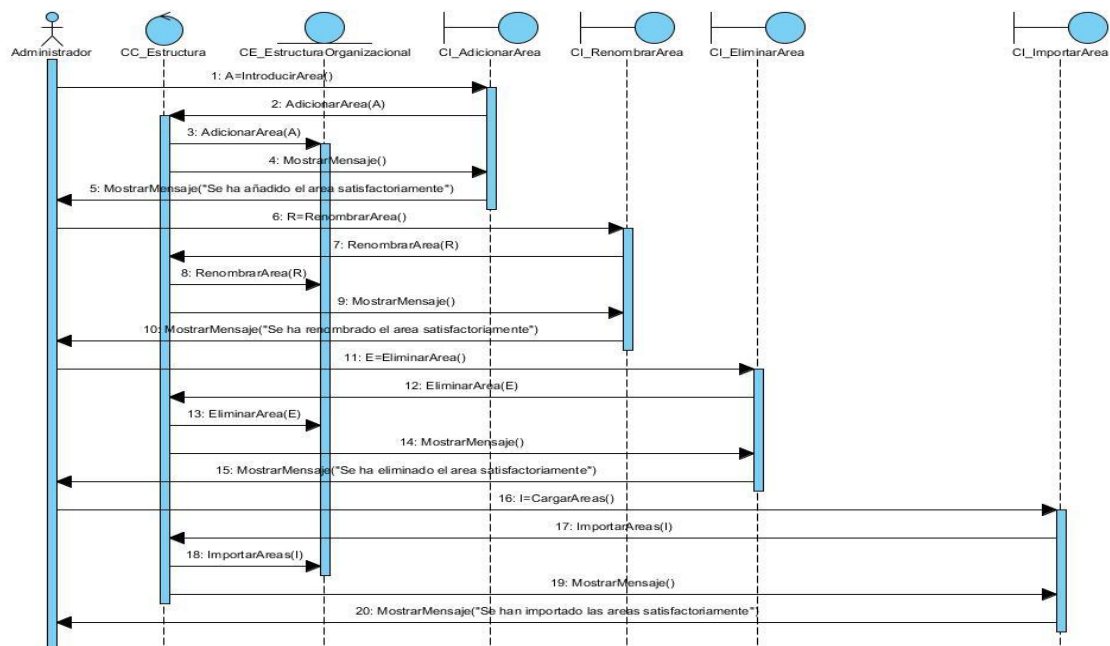 Administrador
CC_Estructura
CE_EstructuraOrganizacional
CI_AdicionarArea
CI_RenombrarArea
CI_EliminarArea
CI_ImportarArea
1: A=IntroducirArea()
2: AdicionarArea(A)
3: AdicionarArea(A)
4: MostrarMensaje()
5: MostrarMensaje("Se ha añadido el area satisfactoriamente")
6: R=RenombrarArea()
7: RenombrarArea(R)
8: RenombrarArea(R)
9: MostrarMensaje()
10: MostrarMensaje("Se ha renombrado el area satisfactoriamente")
11: E=EliminarArea()
12: EliminarArea(E)
13: EliminarArea(E)
14: MostrarMensaje()
15: MostrarMensaje("Se ha eliminado el area satisfactoriamente")
16: I=CargarAreas()
17: ImportarAreas(I)
18: ImportarAreas(I)
19: MostrarMensaje()
20: MostrarMensaje("Se han importado las areas satisfactoriamente")